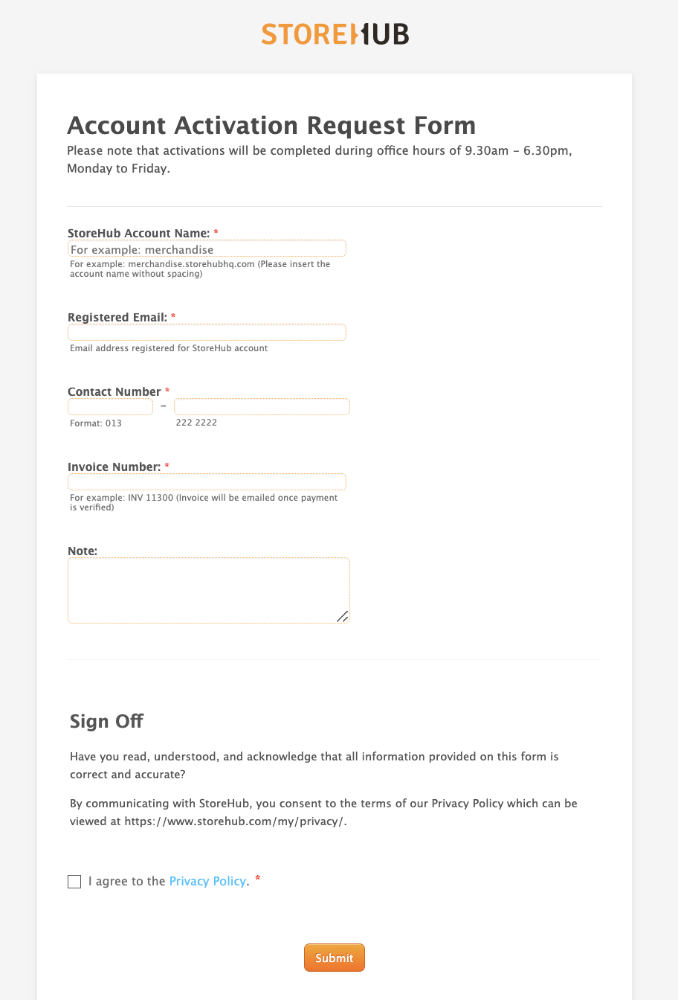 STOREHUB
Account Activation Request Form
Please note that activations will be completed during office hours of 9.30am - 6.30pm,
Monday to Friday.
StoreHub Account Name: *
For example: merchandise
For example: merchandise.storehubhq.com (Please insert the
account name without spacing)
Registered Email: *
Email address registered for StoreHub account
Contact Number *
-
Format: 013 222 2222
Invoice Number: *
For example: INV 11300 (Invoice will be emailed once payment
is verified)
Note:
Sign Off
Have you read, understood, and acknowledge that all information provided on this form is
correct and accurate?
By communicating with StoreHub, you consent to the terms of our Privacy Policy which can be
viewed at https://www.storehub.com/my/privacy/.
I agree to the Privacy Policy. *
Submit